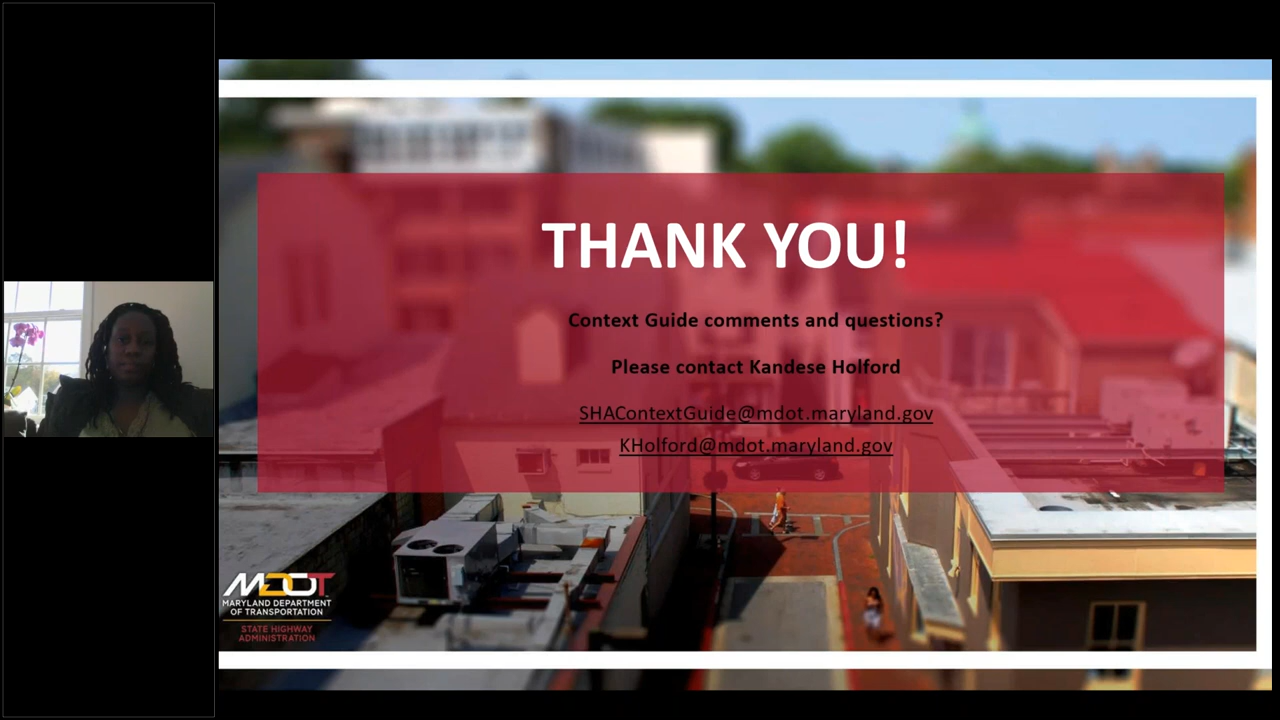 THANK YOU!
Context Guide comments and questions?
Please contact Kandese Holford
SHAContextGuide@mdot.maryland.gov
KHolford@mdot.maryland.gov
MDOT
MARYLAND DEPARTMENT
OF TRANSPORTATION
STATE HIGHWAY
ADMINISTRATION